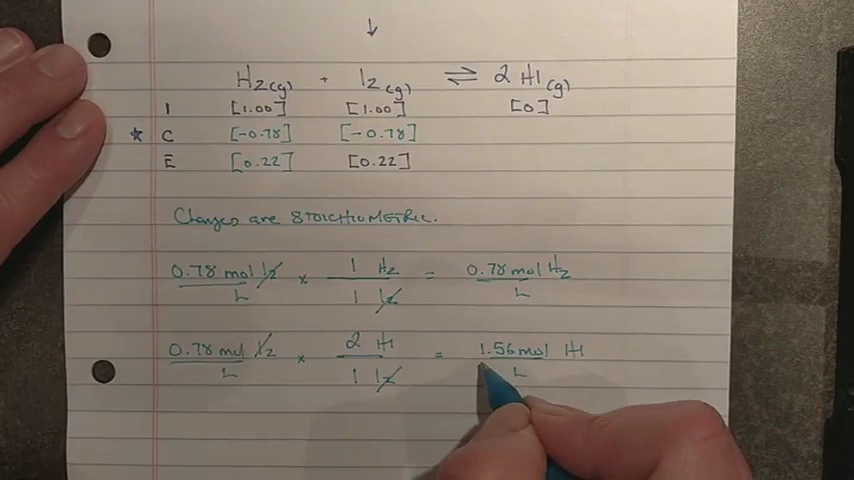 ↓
H₂(g) + I₂(g) ⇌ 2 HI(g)
I [1.00] [1.00] [0]
* C [-0.78] [-0.78]
E [0.22] [0.22]
Changes are STOICHIOMETRIC.
0.78 mol I₂ / L × 1 H₂ / 1 I₂ = 0.78 mol H₂ / L
0.78 mol I₂ / L × 2 HI / 1 I₂ = 1.56 mol HI / L